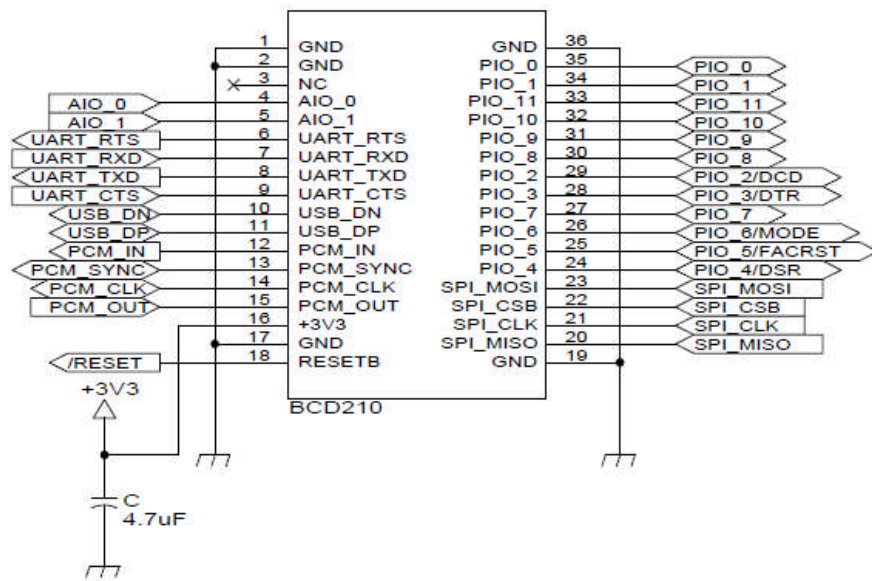 1 GND GND 36
2 GND PIO_0 35 PIO_0
3 NC PIO_1 34 PIO_1
AIO_0 4 AIO_0 PIO_11 33 PIO_11
AIO_1 5 AIO_1 PIO_10 32 PIO_10
UART_RTS 6 UART_RTS PIO_9 31 PIO_9
UART_RXD 7 UART_RXD PIO_8 30 PIO_8
UART_TXD 8 UART_TXD PIO_2 29 PIO_2/DCD
UART_CTS 9 UART_CTS PIO_3 28 PIO_3/DTR
USB_DN 10 USB_DN PIO_7 27 PIO_7
USB_DP 11 USB_DP PIO_6 26 PIO_6/MODE
PCM_IN 12 PCM_IN PIO_5 25 PIO_5/FACRST
PCM_SYNC 13 PCM_SYNC PIO_4 24 PIO_4/DSR
PCM_CLK 14 PCM_CLK SPI_MOSI 23 SPI_MOSI
PCM_OUT 15 PCM_OUT SPI_CSB 22 SPI_CSB
16 +3V3 SPI_CLK 21 SPI_CLK
17 GND SPI_MISO 20 SPI_MISO
/RESET 18 RESETB GND 19
+3V3
BCD210
C
4.7uF